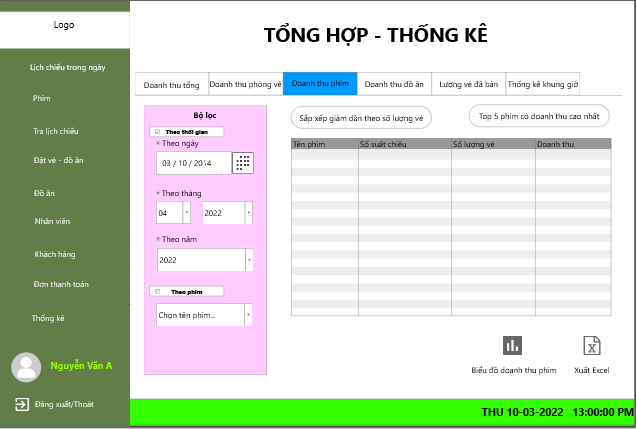 Logo
Lịch chiếu trong ngày
Phim
Tra lịch chiếu
Đặt vé - đồ ăn
Đồ ăn
Nhân viên
Khách hàng
Đơn thanh toán
Thống kê
Nguyễn Văn A
Đăng xuất/Thoát
TỔNG HỢP - THỐNG KÊ
Doanh thu tổng
Doanh thu phòng vé
Doanh thu phim
Doanh thu đồ ăn
Lượng vé đã bán
Thống kê khung giờ
Bộ lọc
Theo thời gian
Theo ngày
03 / 10 / 2014
Theo tháng
04
2022
Theo năm
2022
Theo phim
Chọn tên phim...
Sắp xếp giảm dần theo số lượng vé
Top 5 phim có doanh thu cao nhất
Tên phim
Số suất chiếu
Số lượng vé
Doanh thu
Biểu đồ doanh thu phim
X
Xuất Excel
THU 10-03-2022 13:00:00 PM